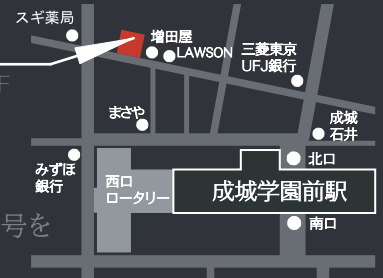 スギ薬局
増田屋
LAWSON
三菱東京
UFJ銀行
まさや
成城
石井
みずほ
銀行
西口
ロータリー
北口
成城学園前駅
南口
号を